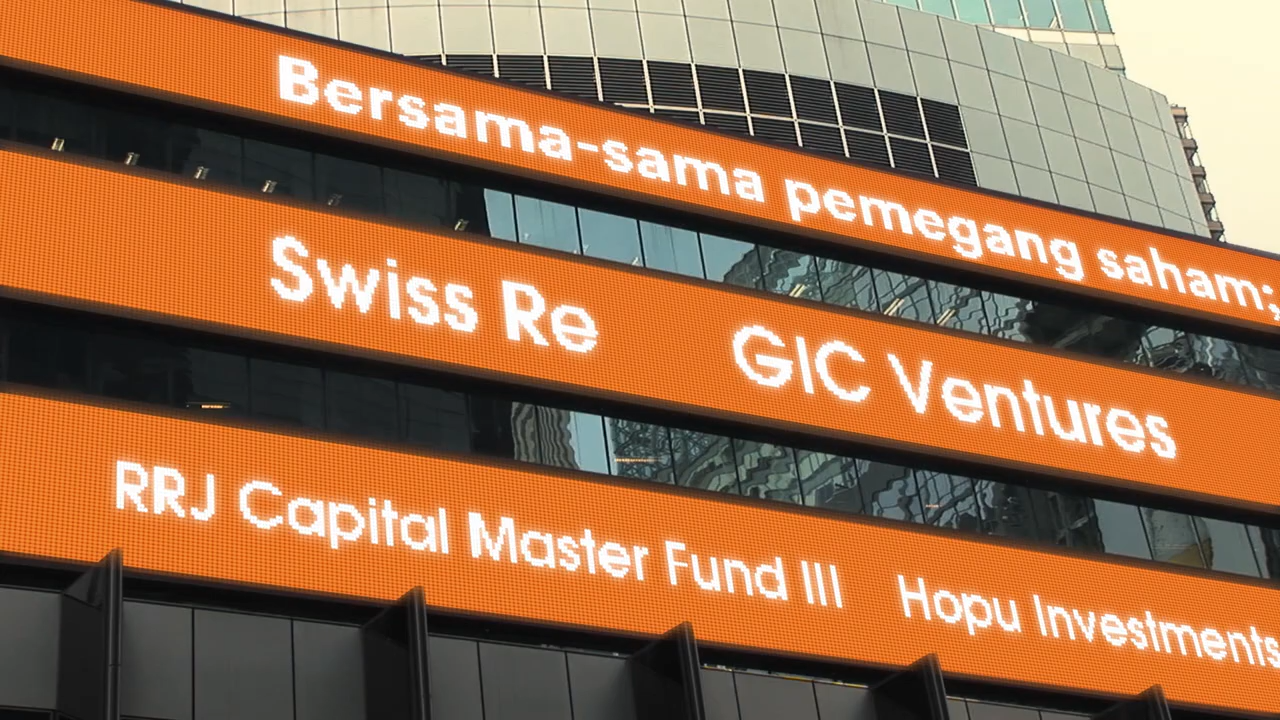 Bersama-sama pemegang saham;
Swiss Re GIC Ventures
RRJ Capital Master Fund III Hopu Investments